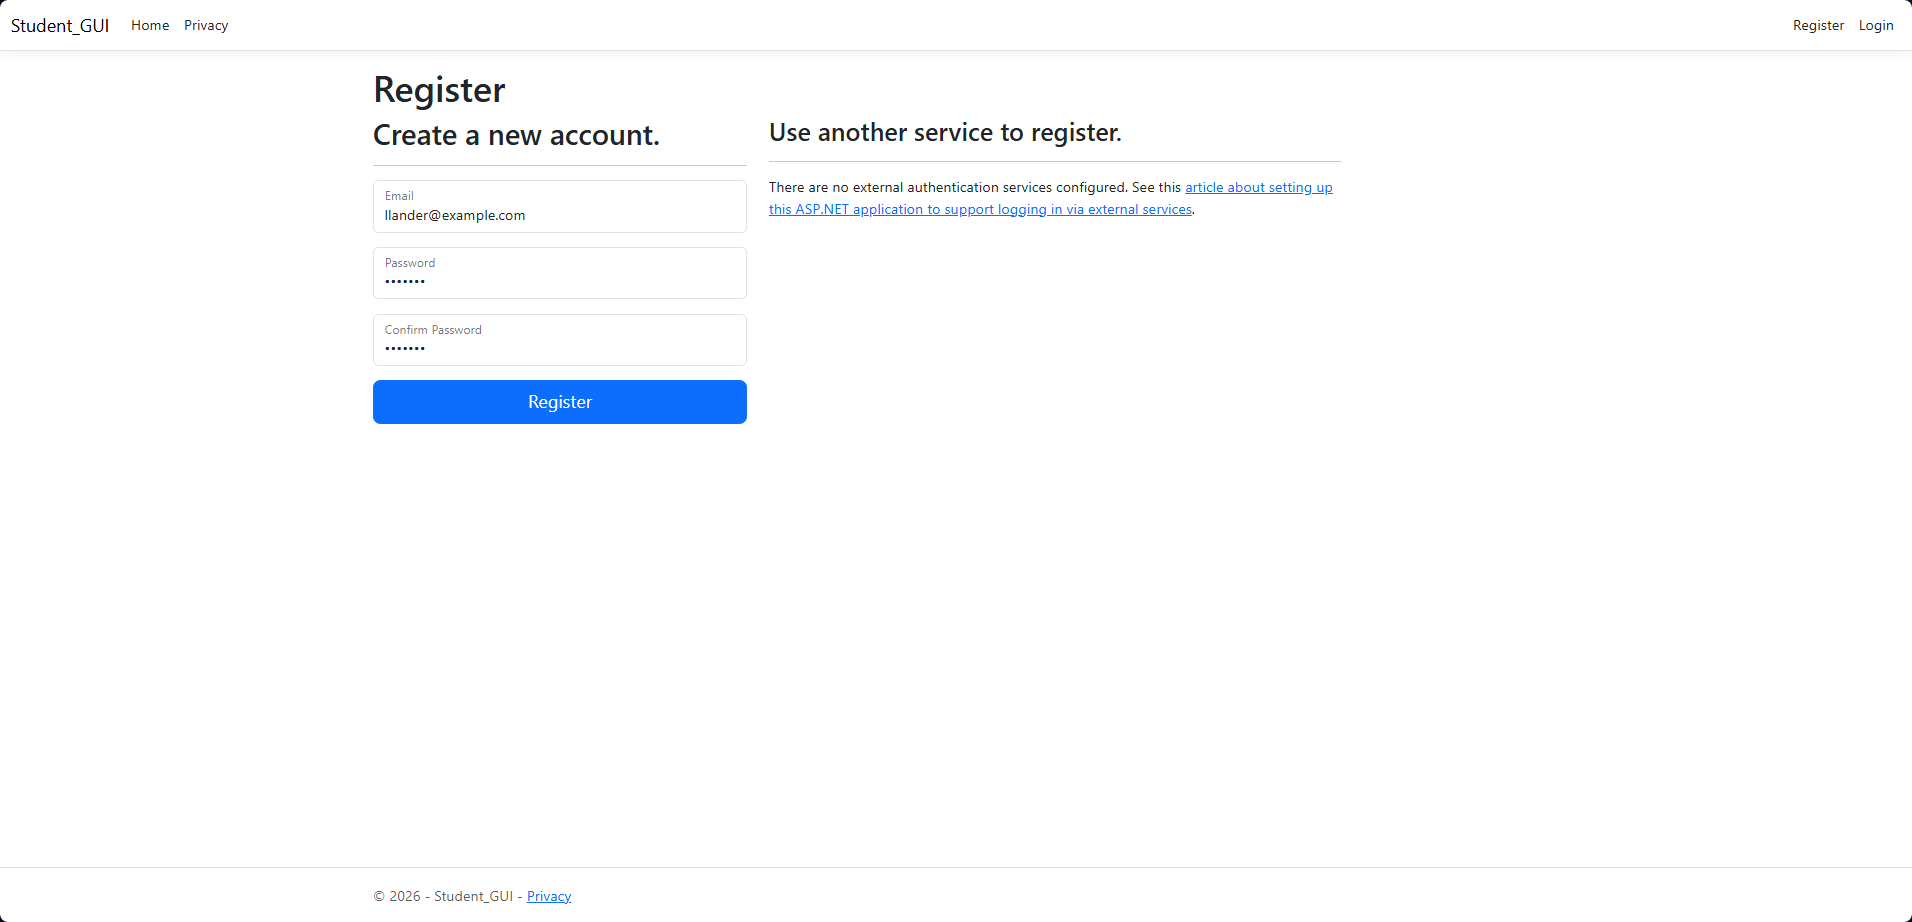 Student_GUI Home Privacy Register Login
Register
Create a new account.
Email
llander@example.com
Password
•••••••
Confirm Password
•••••••
Register
Use another service to register.
There are no external authentication services configured. See this article about setting up
this ASP.NET application to support logging in via external services.
© 2026 - Student_GUI - Privacy